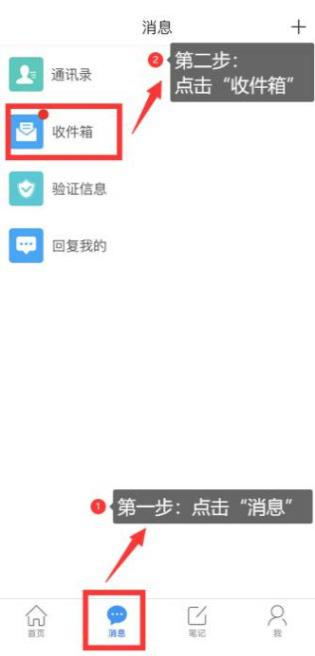 消息
通讯录
2
第二步：
点击“收件箱”
收件箱
验证信息
回复我的
1
第一步：点击“消息”
首页
消息
笔记
我